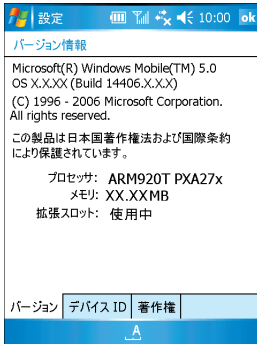 設定 10:00 ok
バージョン情報
Microsoft(R) Windows Mobile(TM) 5.0
OS X.X.XX (Build 14406.X.X.X)
(C) 1996 - 2006 Microsoft Corporation.
All rights reserved.
この製品は日本国著作権法および国際条約
により保護されています。
プロセッサ: ARM920T PXA27x
メモリ: XX.XXMB
拡張スロット: 使用中
バージョン デバイス ID 著作権
A